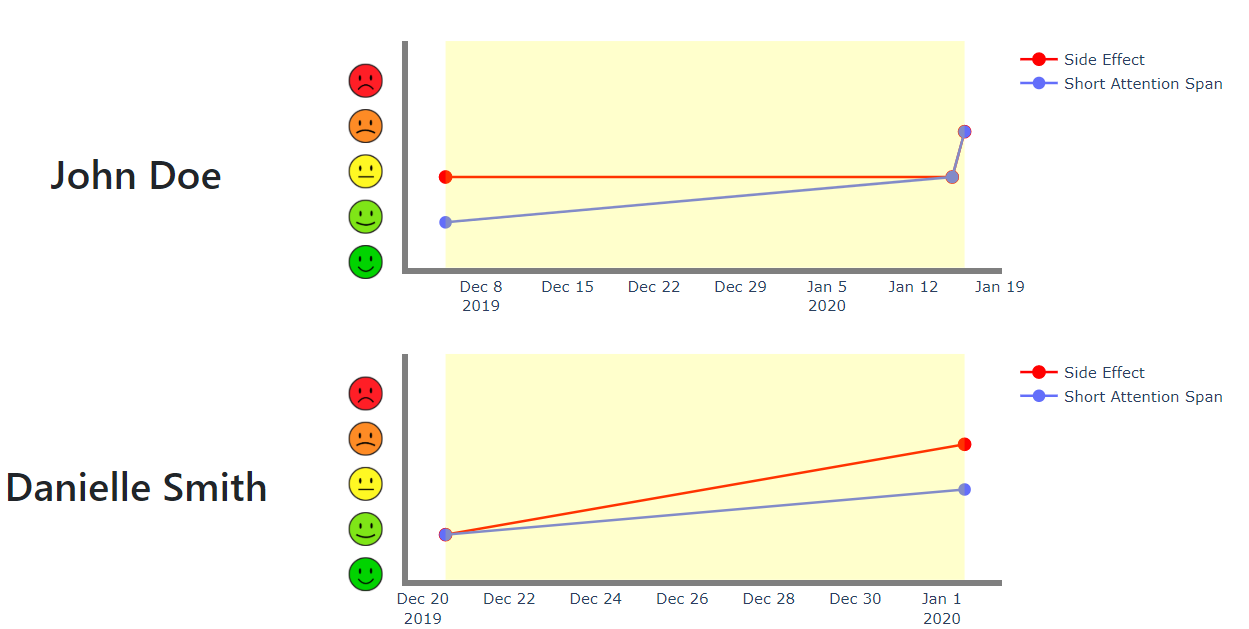 John Doe
Side Effect
Short Attention Span
Dec 8 Dec 15 Dec 22 Dec 29 Jan 5 Jan 12 Jan 19
2019 2020
Danielle Smith
Side Effect
Short Attention Span
Dec 20 Dec 22 Dec 24 Dec 26 Dec 28 Dec 30 Jan 1
2019 2020